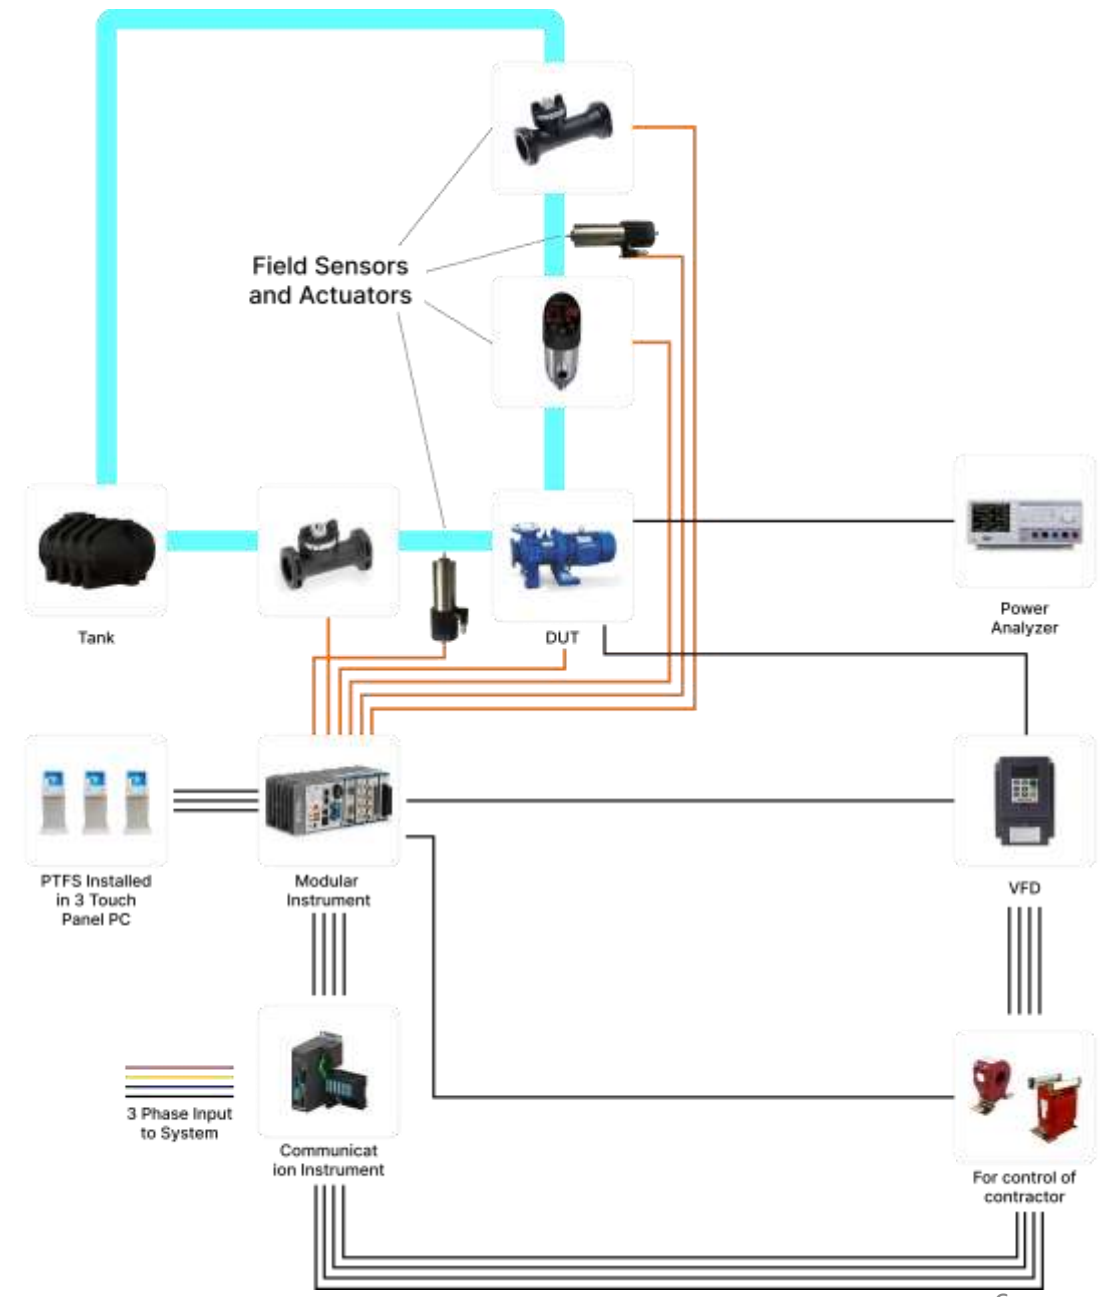 Field Sensors
and Actuators
Tank
DUT
Power
Analyzer
PTFS Installed
in 3 Touch
Panel PC
Modular
Instrument
VFD
3 Phase Input
to System
Communicat
ion Instrument
For control of
contractor